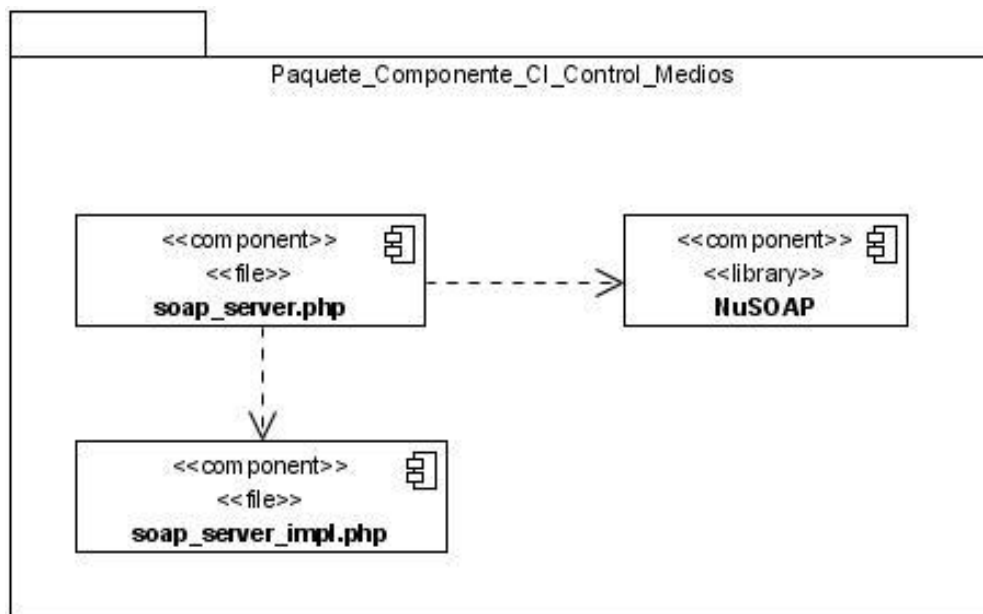 Paquete_Componente_CI_Control_Medios
<<component>>
<<file>>
soap_server.php
<<component>>
<<library>>
NuSOAP
<<component>>
<<file>>
soap_server_impl.php